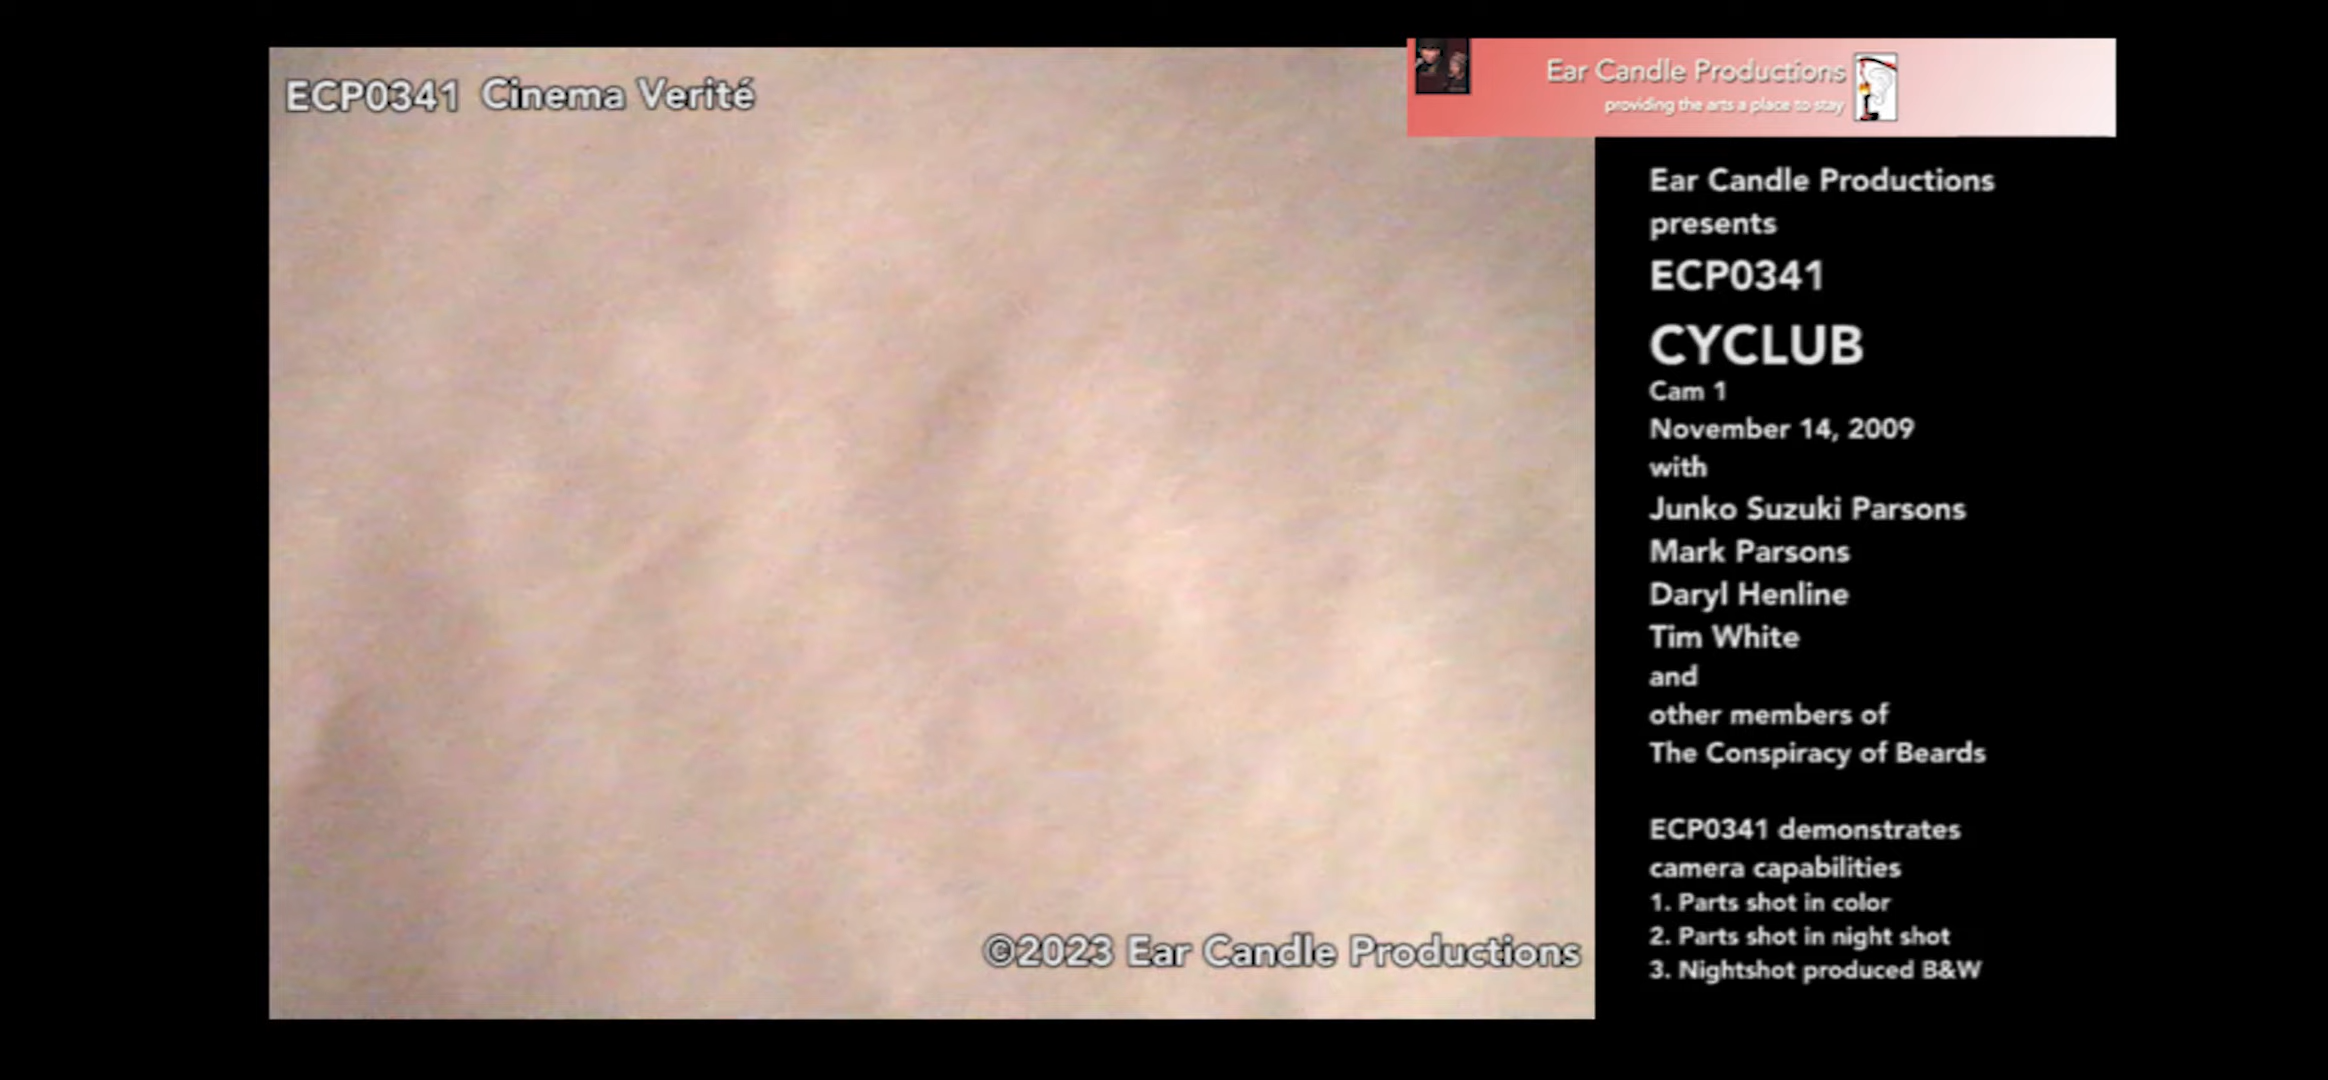 ECP0341 Cinema Verité
Ear Candle Productions
providing the arts a place to stay
Ear Candle Productions
presents
ECP0341
CYCLUB
Cam 1
November 14, 2009
with
Junko Suzuki Parsons
Mark Parsons
Daryl Henline
Tim White
and
other members of
The Conspiracy of Beards
ECP0341 demonstrates
camera capabilities
1. Parts shot in color
2. Parts shot in night shot
3. Nightshot produced B&W
©2023 Ear Candle Productions